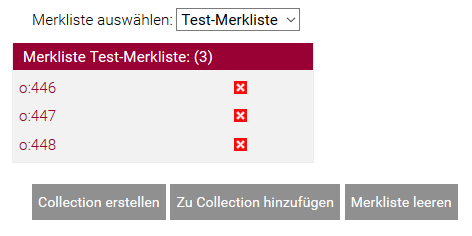 Merkliste auswählen: Test-Merkliste
Merkliste Test-Merkliste: (3)
o:446
o:447
o:448
Collection erstellen Zu Collection hinzufügen Merkliste leeren